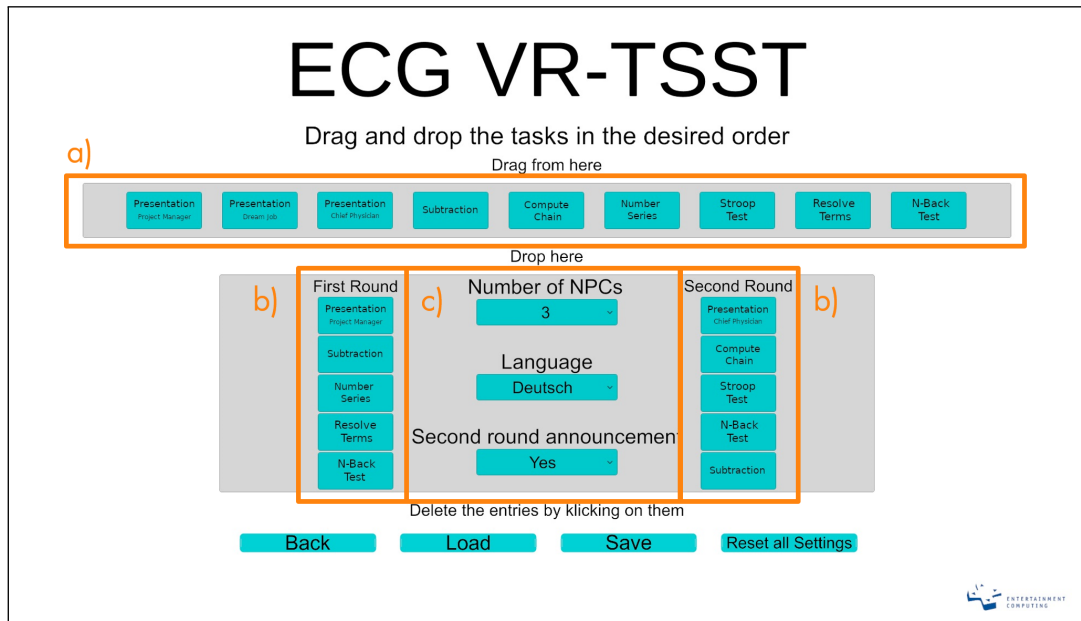 ECG VR-TSST
Drag and drop the tasks in the desired order
a)
Drag from here
Presentation
Project Manager
Presentation
Dream Job
Presentation
Chief Physician
Subtraction
Compute
Chain
Number
Series
Stroop
Test
Resolve
Terms
N-Back
Test
Drop here
b)
First Round
Presentation
Project Manager
Subtraction
Number
Series
Resolve
Terms
N-Back
Test
c)
Number of NPCs
3
Language
Deutsch
Second round announcement
Yes
Second Round
b)
Presentation
Chief Physician
Compute
Chain
Stroop
Test
N-Back
Test
Subtraction
Delete the entries by klicking on them
Back
Load
Save
Reset all Settings
ENTERTAINMENT
COMPUTING